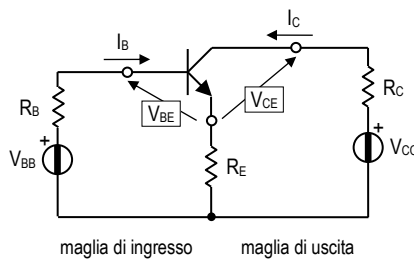 I_B
I_C
R_B
V_BE
V_CE
R_C
+
+
V_BB
R_E
V_CC
maglia di ingresso
maglia di uscita